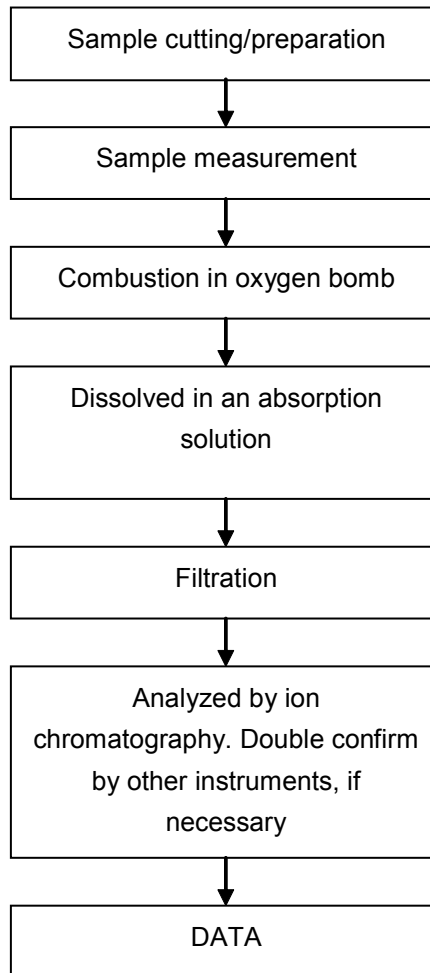 Sample cutting/preparation
Sample measurement
Combustion in oxygen bomb
Dissolved in an absorption
solution
Filtration
Analyzed by ion
chromatography. Double confirm
by other instruments, if
necessary
DATA